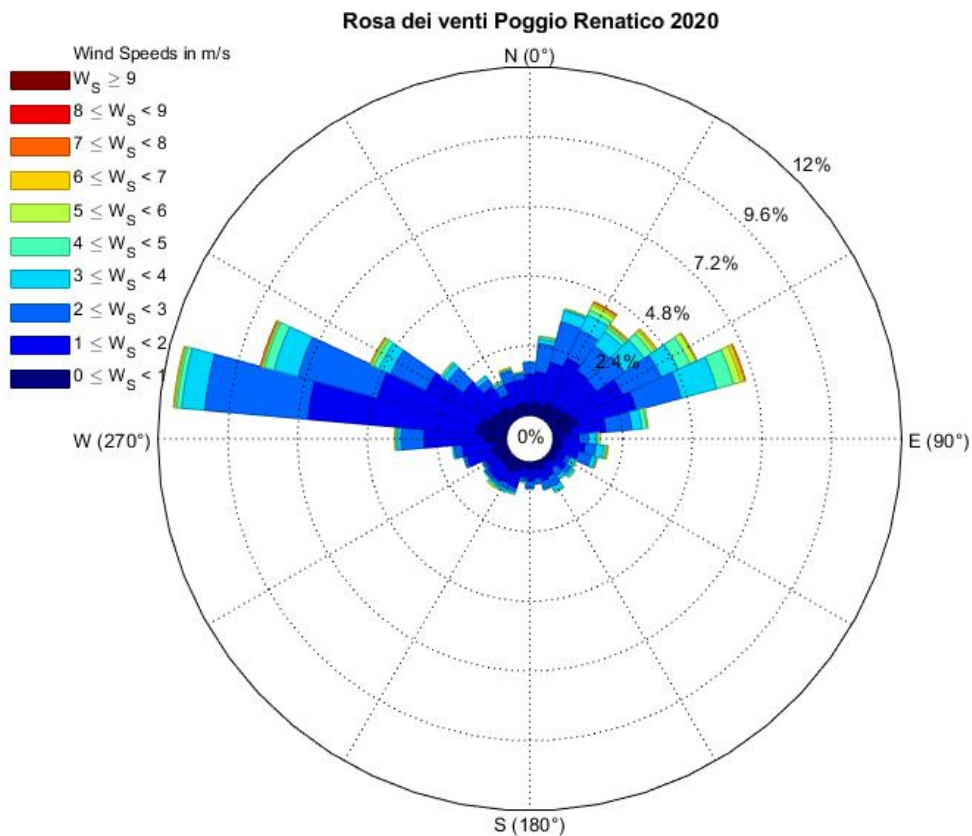 Rosa dei venti Poggio Renatico 2020
Wind Speeds in m/s
W_S ≥ 9
8 ≤ W_S < 9
7 ≤ W_S < 8
6 ≤ W_S < 7
5 ≤ W_S < 6
4 ≤ W_S < 5
3 ≤ W_S < 4
2 ≤ W_S < 3
1 ≤ W_S < 2
0 ≤ W_S < 1
N (0°)
12%
9.6%
7.2%
4.8%
2.4%
0%
W (270°)
E (90°)
S (180°)